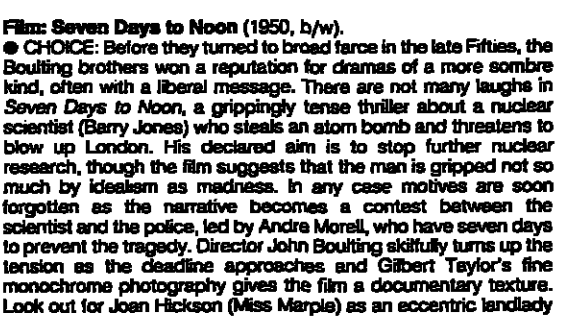 Film: Seven Days to Noon (1950, b/w).
● CHOICE: Before they turned to broad farce in the late Fifties, the
Boulting brothers won a reputation for dramas of a more sombre
kind, often with a liberal message. There are not many laughs in
Seven Days to Noon, a grippingly tense thriller about a nuclear
scientist (Barry Jones) who steals an atom bomb and threatens to
blow up London. His declared aim is to stop further nuclear
research, though the film suggests that the man is gripped not so
much by idealism as madness. In any case motives are soon
forgotten as the narrative becomes a contest between the
scientist and the police, led by Andre Morell, who have seven days
to prevent the tragedy. Director John Boulting skilfully turns up the
tension as the deadline approaches and Gilbert Taylor's fine
monochrome photography gives the film a documentary texture.
Look out for Joan Hickson (Miss Marple) as an eccentric landlady